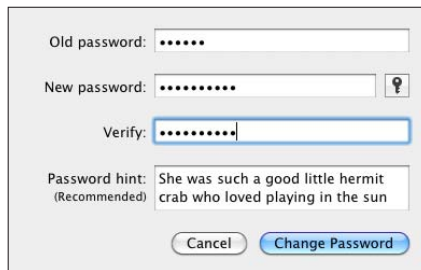 Old password: ••••••
New password: ••••••••••
Verify: ••••••••••
Password hint: She was such a good little hermit
(Recommended) crab who loved playing in the sun
Cancel Change Password